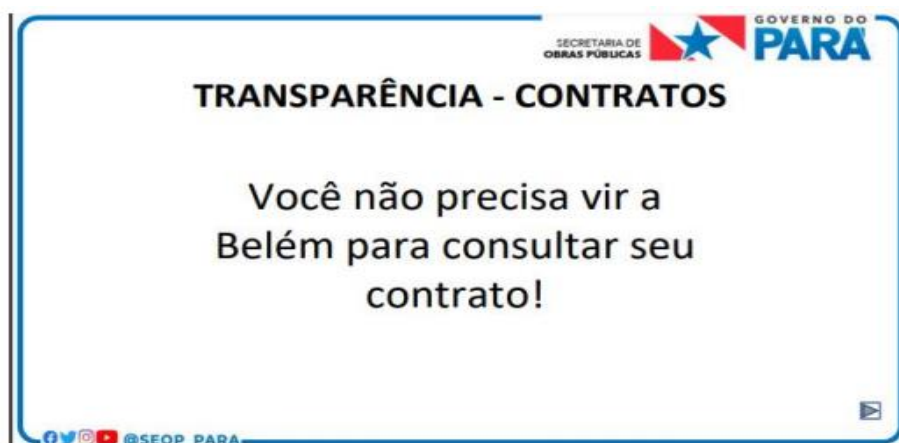 GOVERNO DO
PARÁ
SECRETARIA DE
OBRAS PÚBLICAS
TRANSPARÊNCIA - CONTRATOS
Você não precisa vir a
Belém para consultar seu
contrato!
@SEOP_PARA